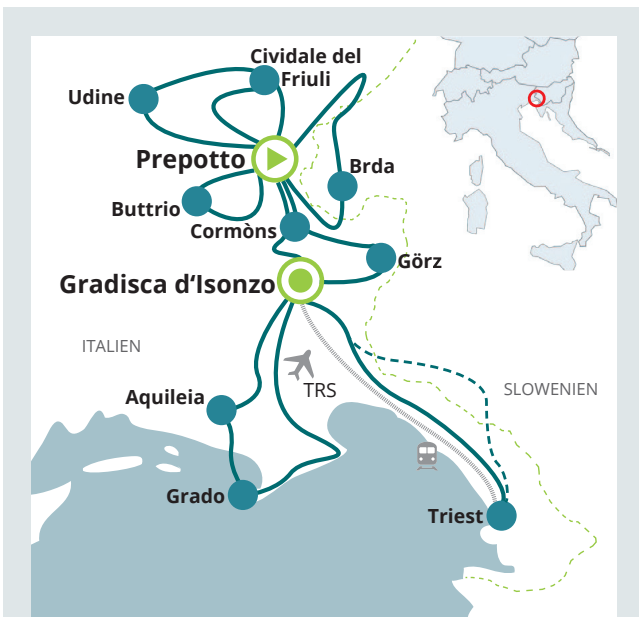 Cividale del
Friuli
Udine
Prepotto
Brda
Buttrio
Cormòns
Görz
Gradisca d‘Isonzo
ITALIEN
TRS
SLOWENIEN
Aquileia
Grado
Triest